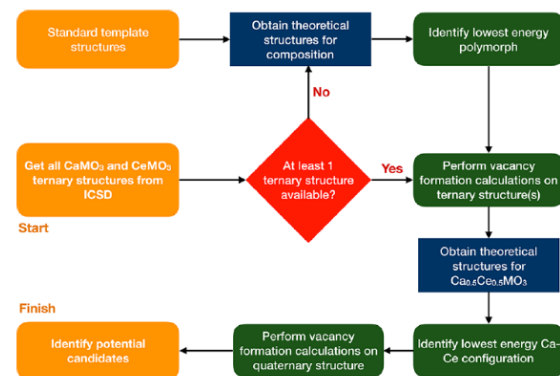 Standard template
structures
Obtain theoretical
structures for
composition
Identify lowest energy
polymorph
No
Get all CaMO₃ and CeMO₃
ternary structures from
ICSD
At least 1
ternary structure
available?
Yes
Perform vacancy
formation calculations on
ternary structure(s)
Start
Obtain theoretical
structures for
Ca₀.₅Ce₀.₅MO₃
Finish
Identify potential
candidates
Perform vacancy
formation calculations on
quaternary structure
Identify lowest energy Ca-
Ce configuration